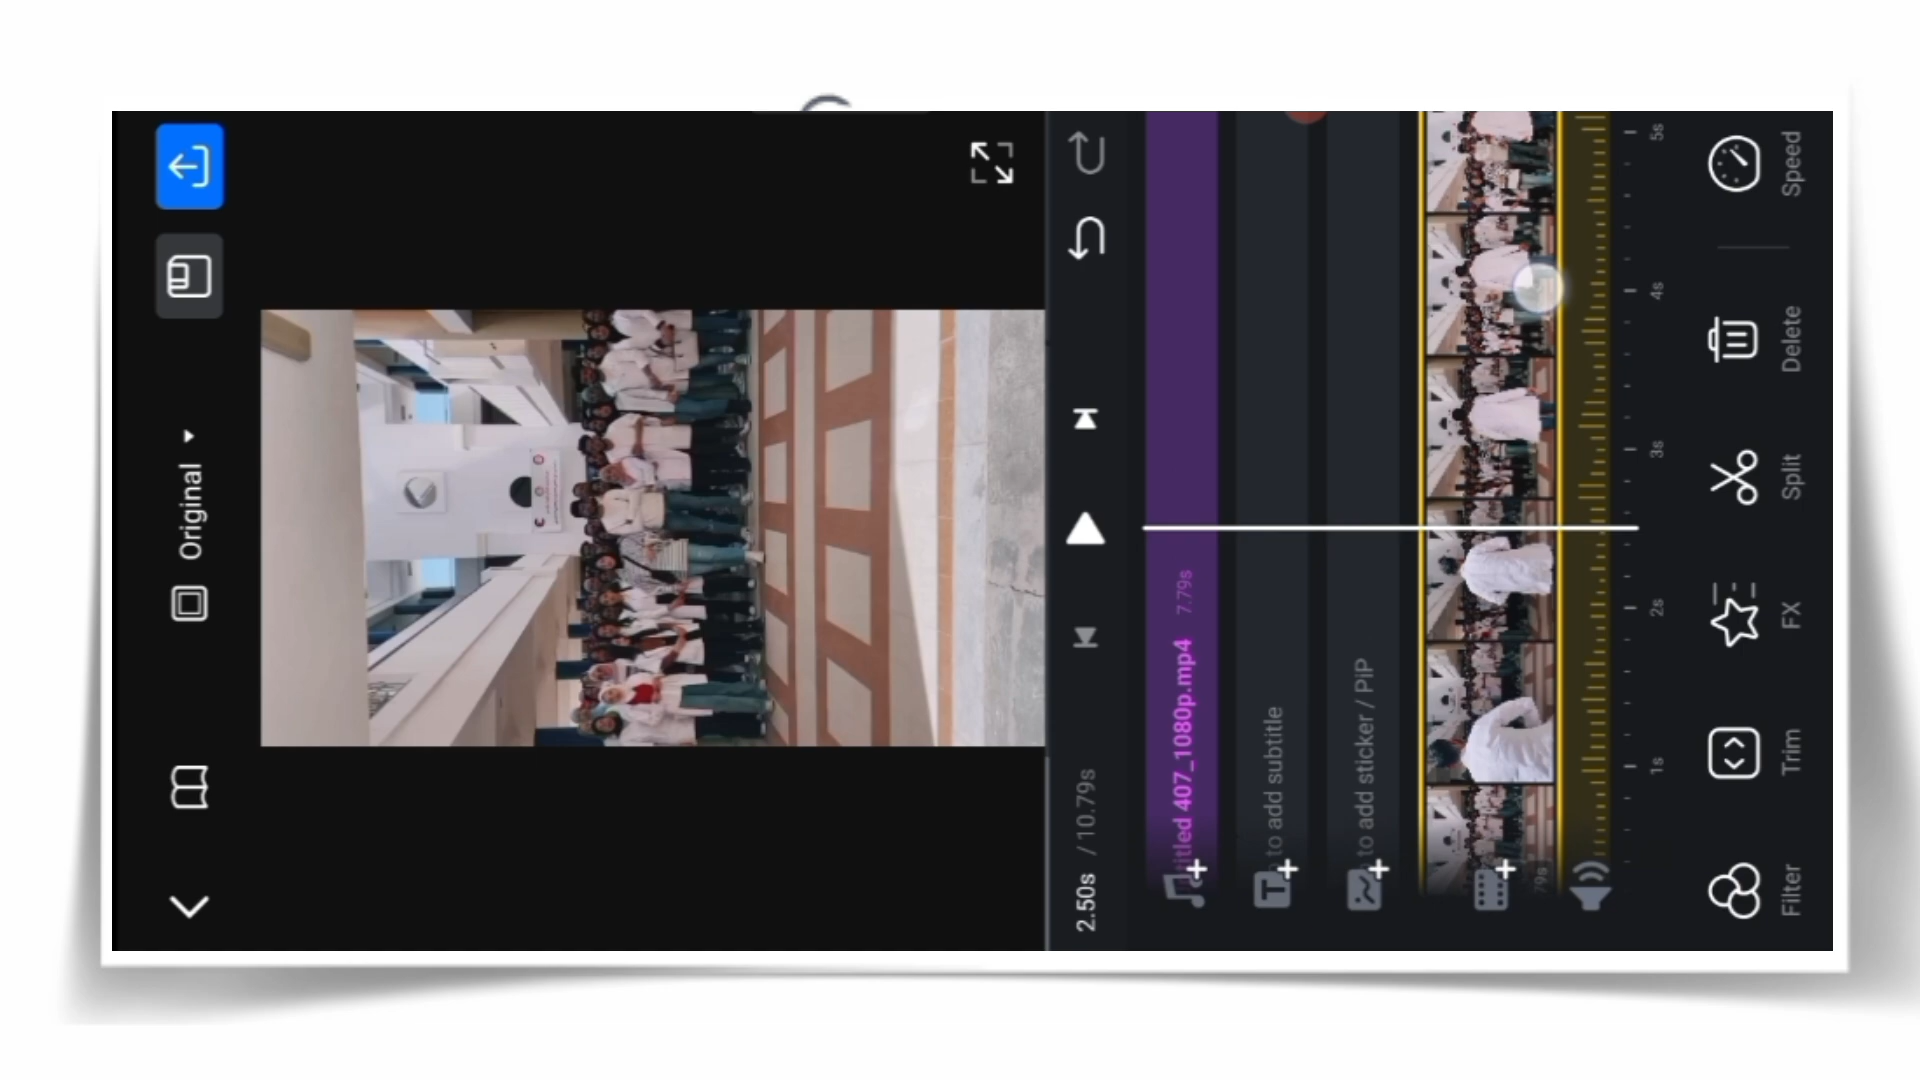 Original
2.50s / 10.79s
titled 407_1080p.mp4 7.79s
to add subtitle
to add sticker / PiP
1s 2s 3s 4s 5s
Filter Trim FX Split Delete Speed